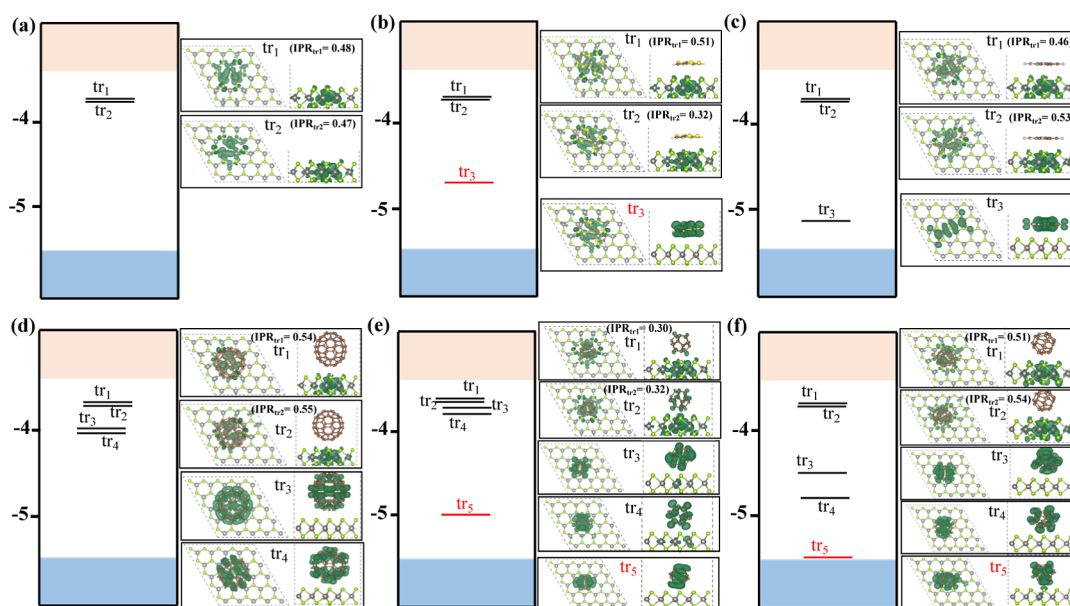 (a)
tr1
tr2
-4
-5
tr1 (IPRtr1= 0.48)
tr2 (IPRtr2= 0.47)
(b)
tr1
tr2
-4
tr3
-5
tr1 (IPRtr1= 0.51)
tr2 (IPRtr2= 0.32)
tr3
(c)
tr1
tr2
-4
-5
tr3
tr1 (IPRtr1= 0.46)
tr2 (IPRtr2= 0.53)
tr3
(d)
tr1
tr3 tr2
-4
tr4
-5
(IPRtr1= 0.54)
tr1
(IPRtr2= 0.55)
tr2
tr3
tr4
(e)
tr1
tr2 tr3
-4
tr4
tr5
-5
(IPRtr1= 0.30)
tr1
(IPRtr2= 0.32)
tr2
tr3
tr4
tr5
(f)
tr1
tr2
-4
tr3
tr4
-5
tr5
(IPRtr1= 0.51)
tr1
(IPRtr2= 0.54)
tr2
tr3
tr4
tr5